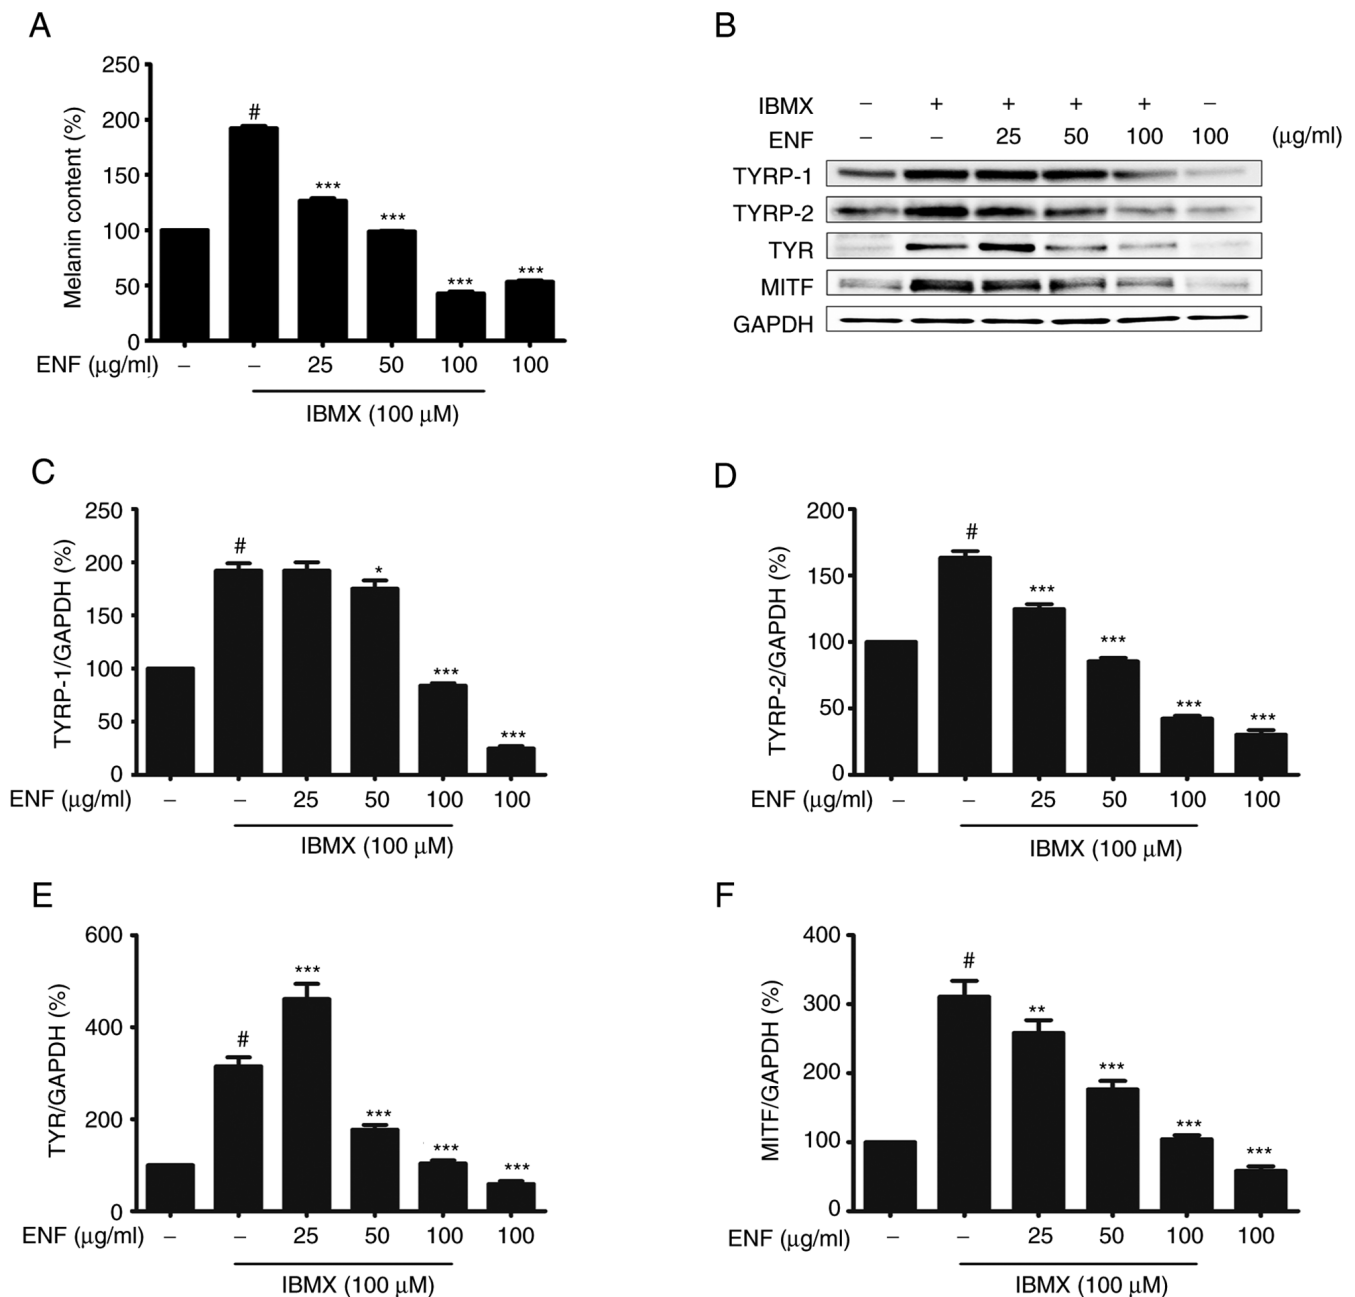 A
250
200
150
100
50
0
Melanin content (%)
#
***
***
***
***
ENF (μg/ml) – – 25 50 100 100
IBMX (100 μM)
B
IBMX – + + + + –
ENF – – 25 50 100 100 (μg/ml)
TYRP-1
TYRP-2
TYR
MITF
GAPDH
C
250
200
150
100
50
0
TYRP-1/GAPDH (%)
#
*
***
***
ENF (μg/ml) – – 25 50 100 100
IBMX (100 μM)
D
200
150
100
50
0
TYRP-2/GAPDH (%)
#
***
***
***
***
ENF (μg/ml) – – 25 50 100 100
IBMX (100 μM)
E
600
400
200
0
TYR/GAPDH (%)
#
***
***
***
***
ENF (μg/ml) – – 25 50 100 100
IBMX (100 μM)
F
400
300
200
100
0
MITF/GAPDH (%)
#
**
***
***
***
ENF (μg/ml) – – 25 50 100 100
IBMX (100 μM)